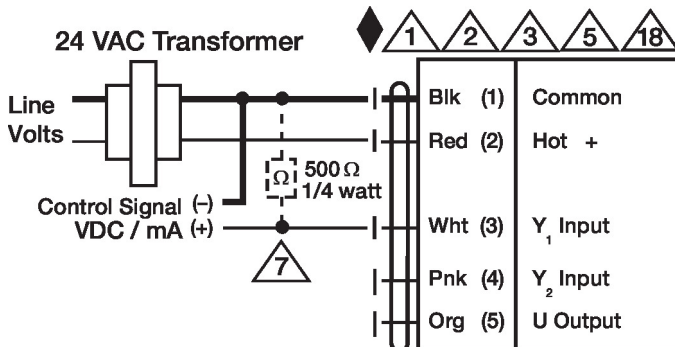 24 VAC Transformer
1 2 3 5 18
Line
Volts
Blk (1) Common
Red (2) Hot +
Ω 500 Ω
1/4 watt
Control Signal (–)
VDC / mA (+)
Wht (3) Y1 Input
7
Pnk (4) Y2 Input
Org (5) U Output